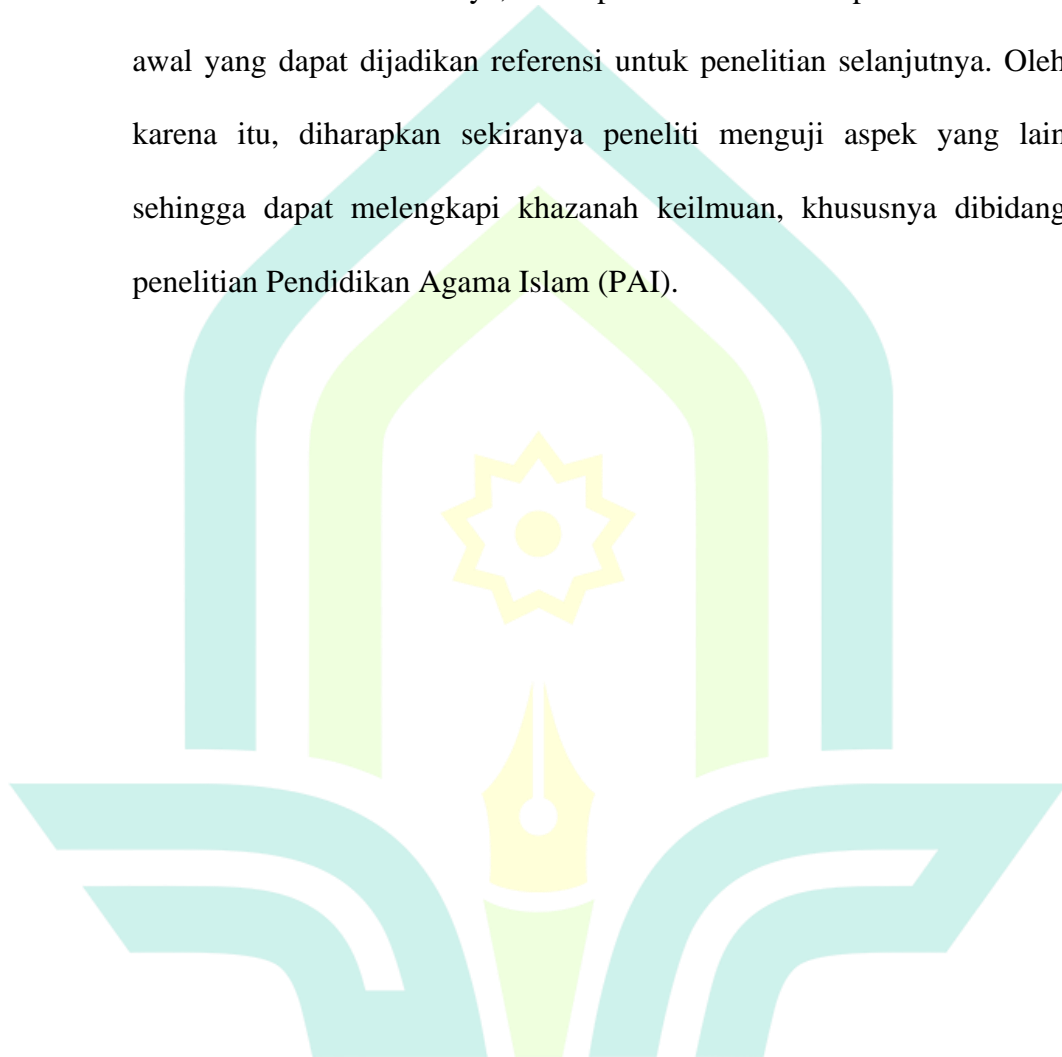 awal yang dapat dijadikan referensi untuk penelitian selanjutnya. Oleh
karena itu, diharapkan sekiranya peneliti menguji aspek yang lain
sehingga dapat melengkapi khazanah keilmuan, khususnya dibidang
penelitian Pendidikan Agama Islam (PAI).